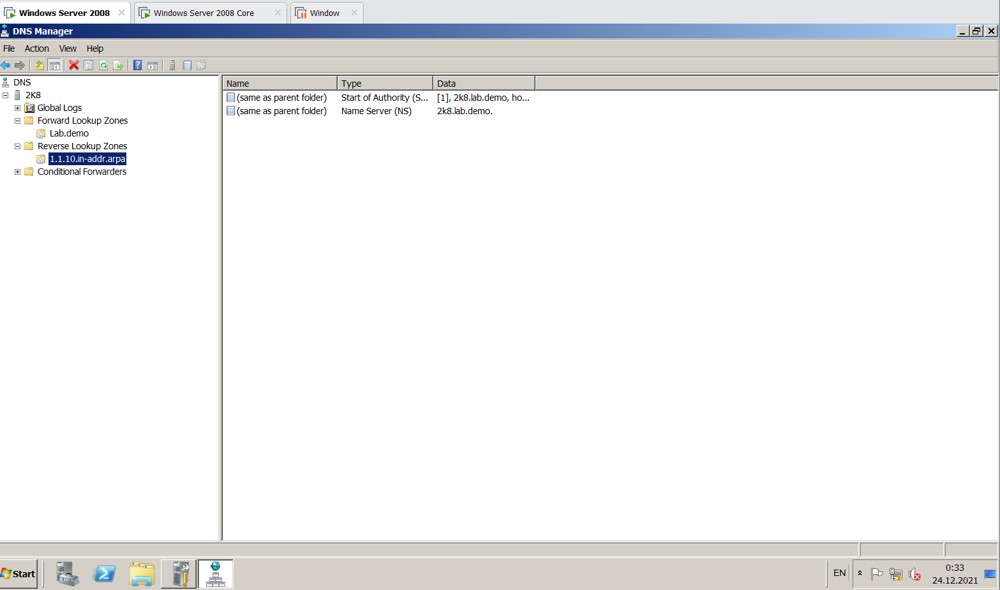 Windows Server 2008
Windows Server 2008 Core
Window
DNS Manager
File Action View Help
DNS
2K8
Global Logs
Forward Lookup Zones
Lab.demo
Reverse Lookup Zones
1.1.10.in-addr.arpa
Conditional Forwarders
Name Type Data
(same as parent folder) Start of Authority (S... [1], 2k8.lab.demo, ho...
(same as parent folder) Name Server (NS) 2k8.lab.demo.
Start
EN
0:33
24.12.2021